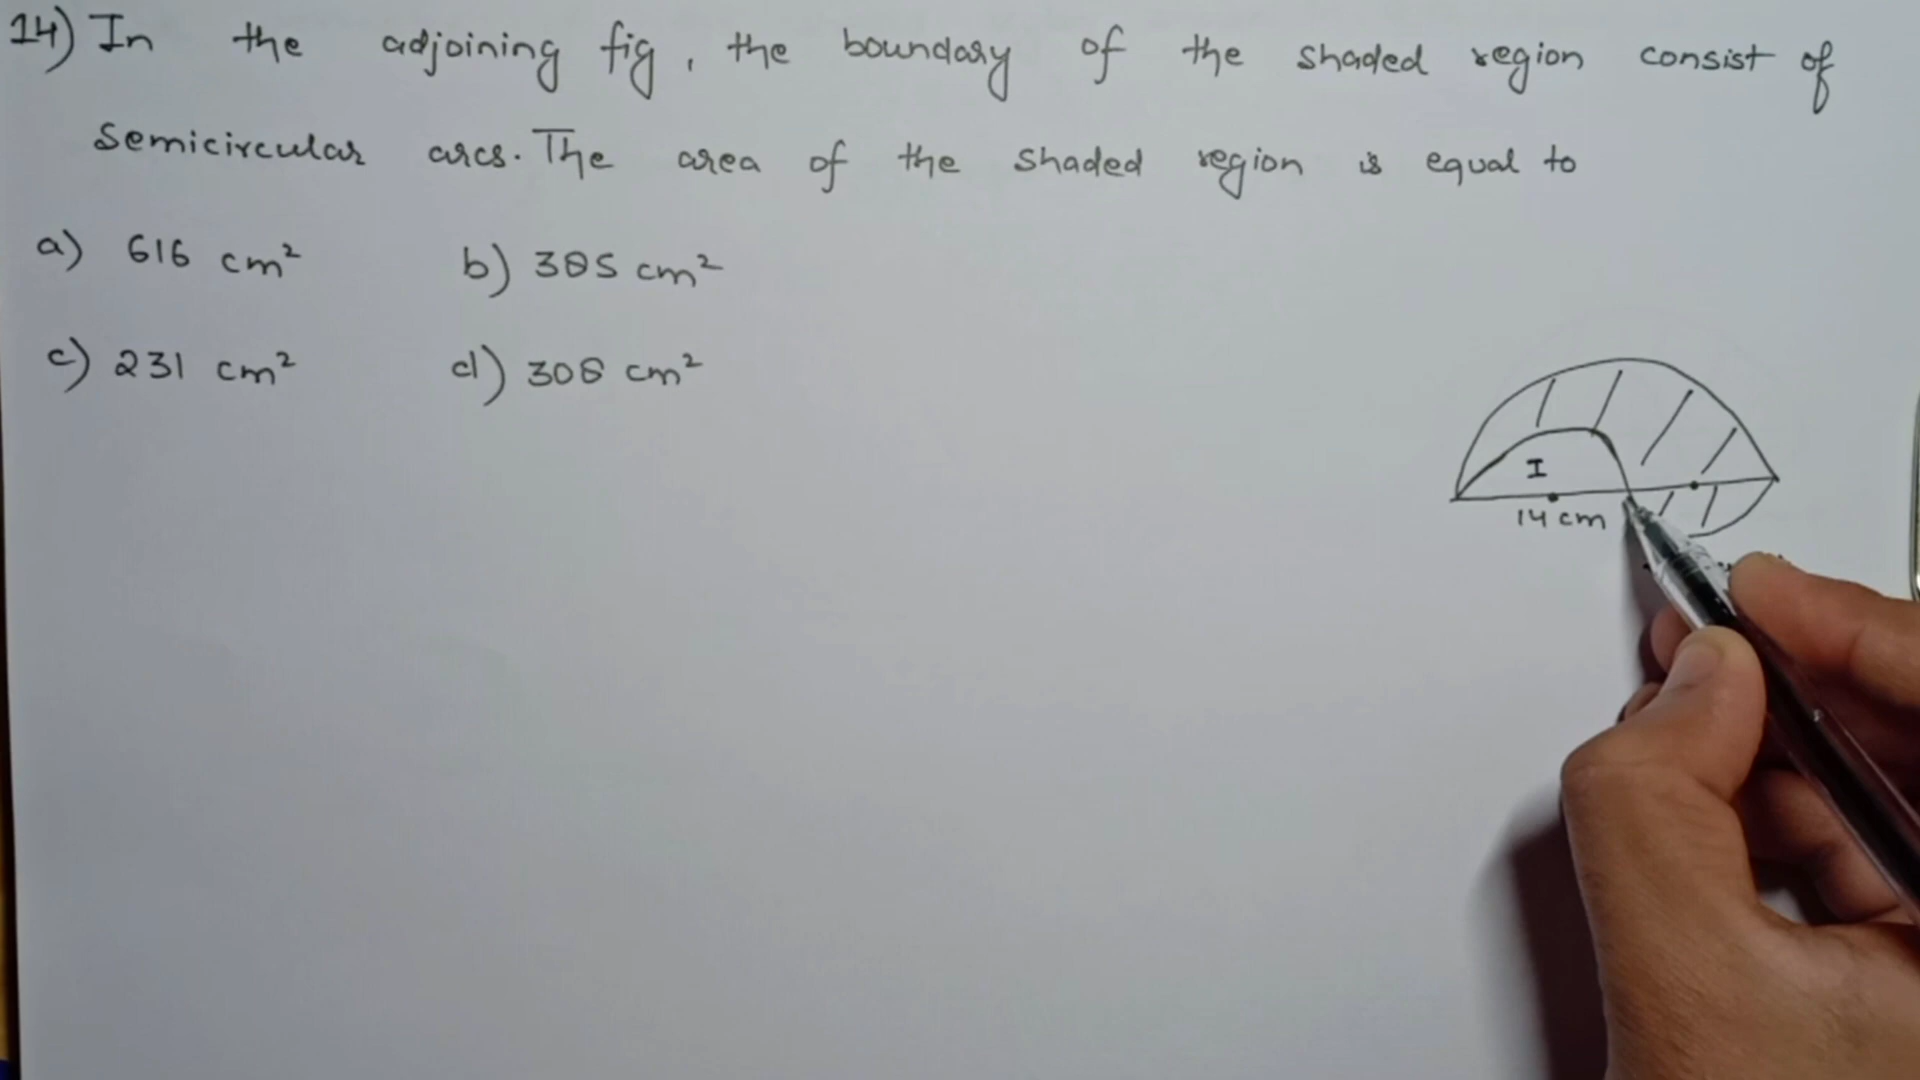 14) In the adjoining fig, the boundary of the shaded region consist of
semicircular arcs. The area of the shaded region is equal to
a) 616 cm² b) 385 cm²
c) 231 cm² d) 308 cm²
I
14 cm